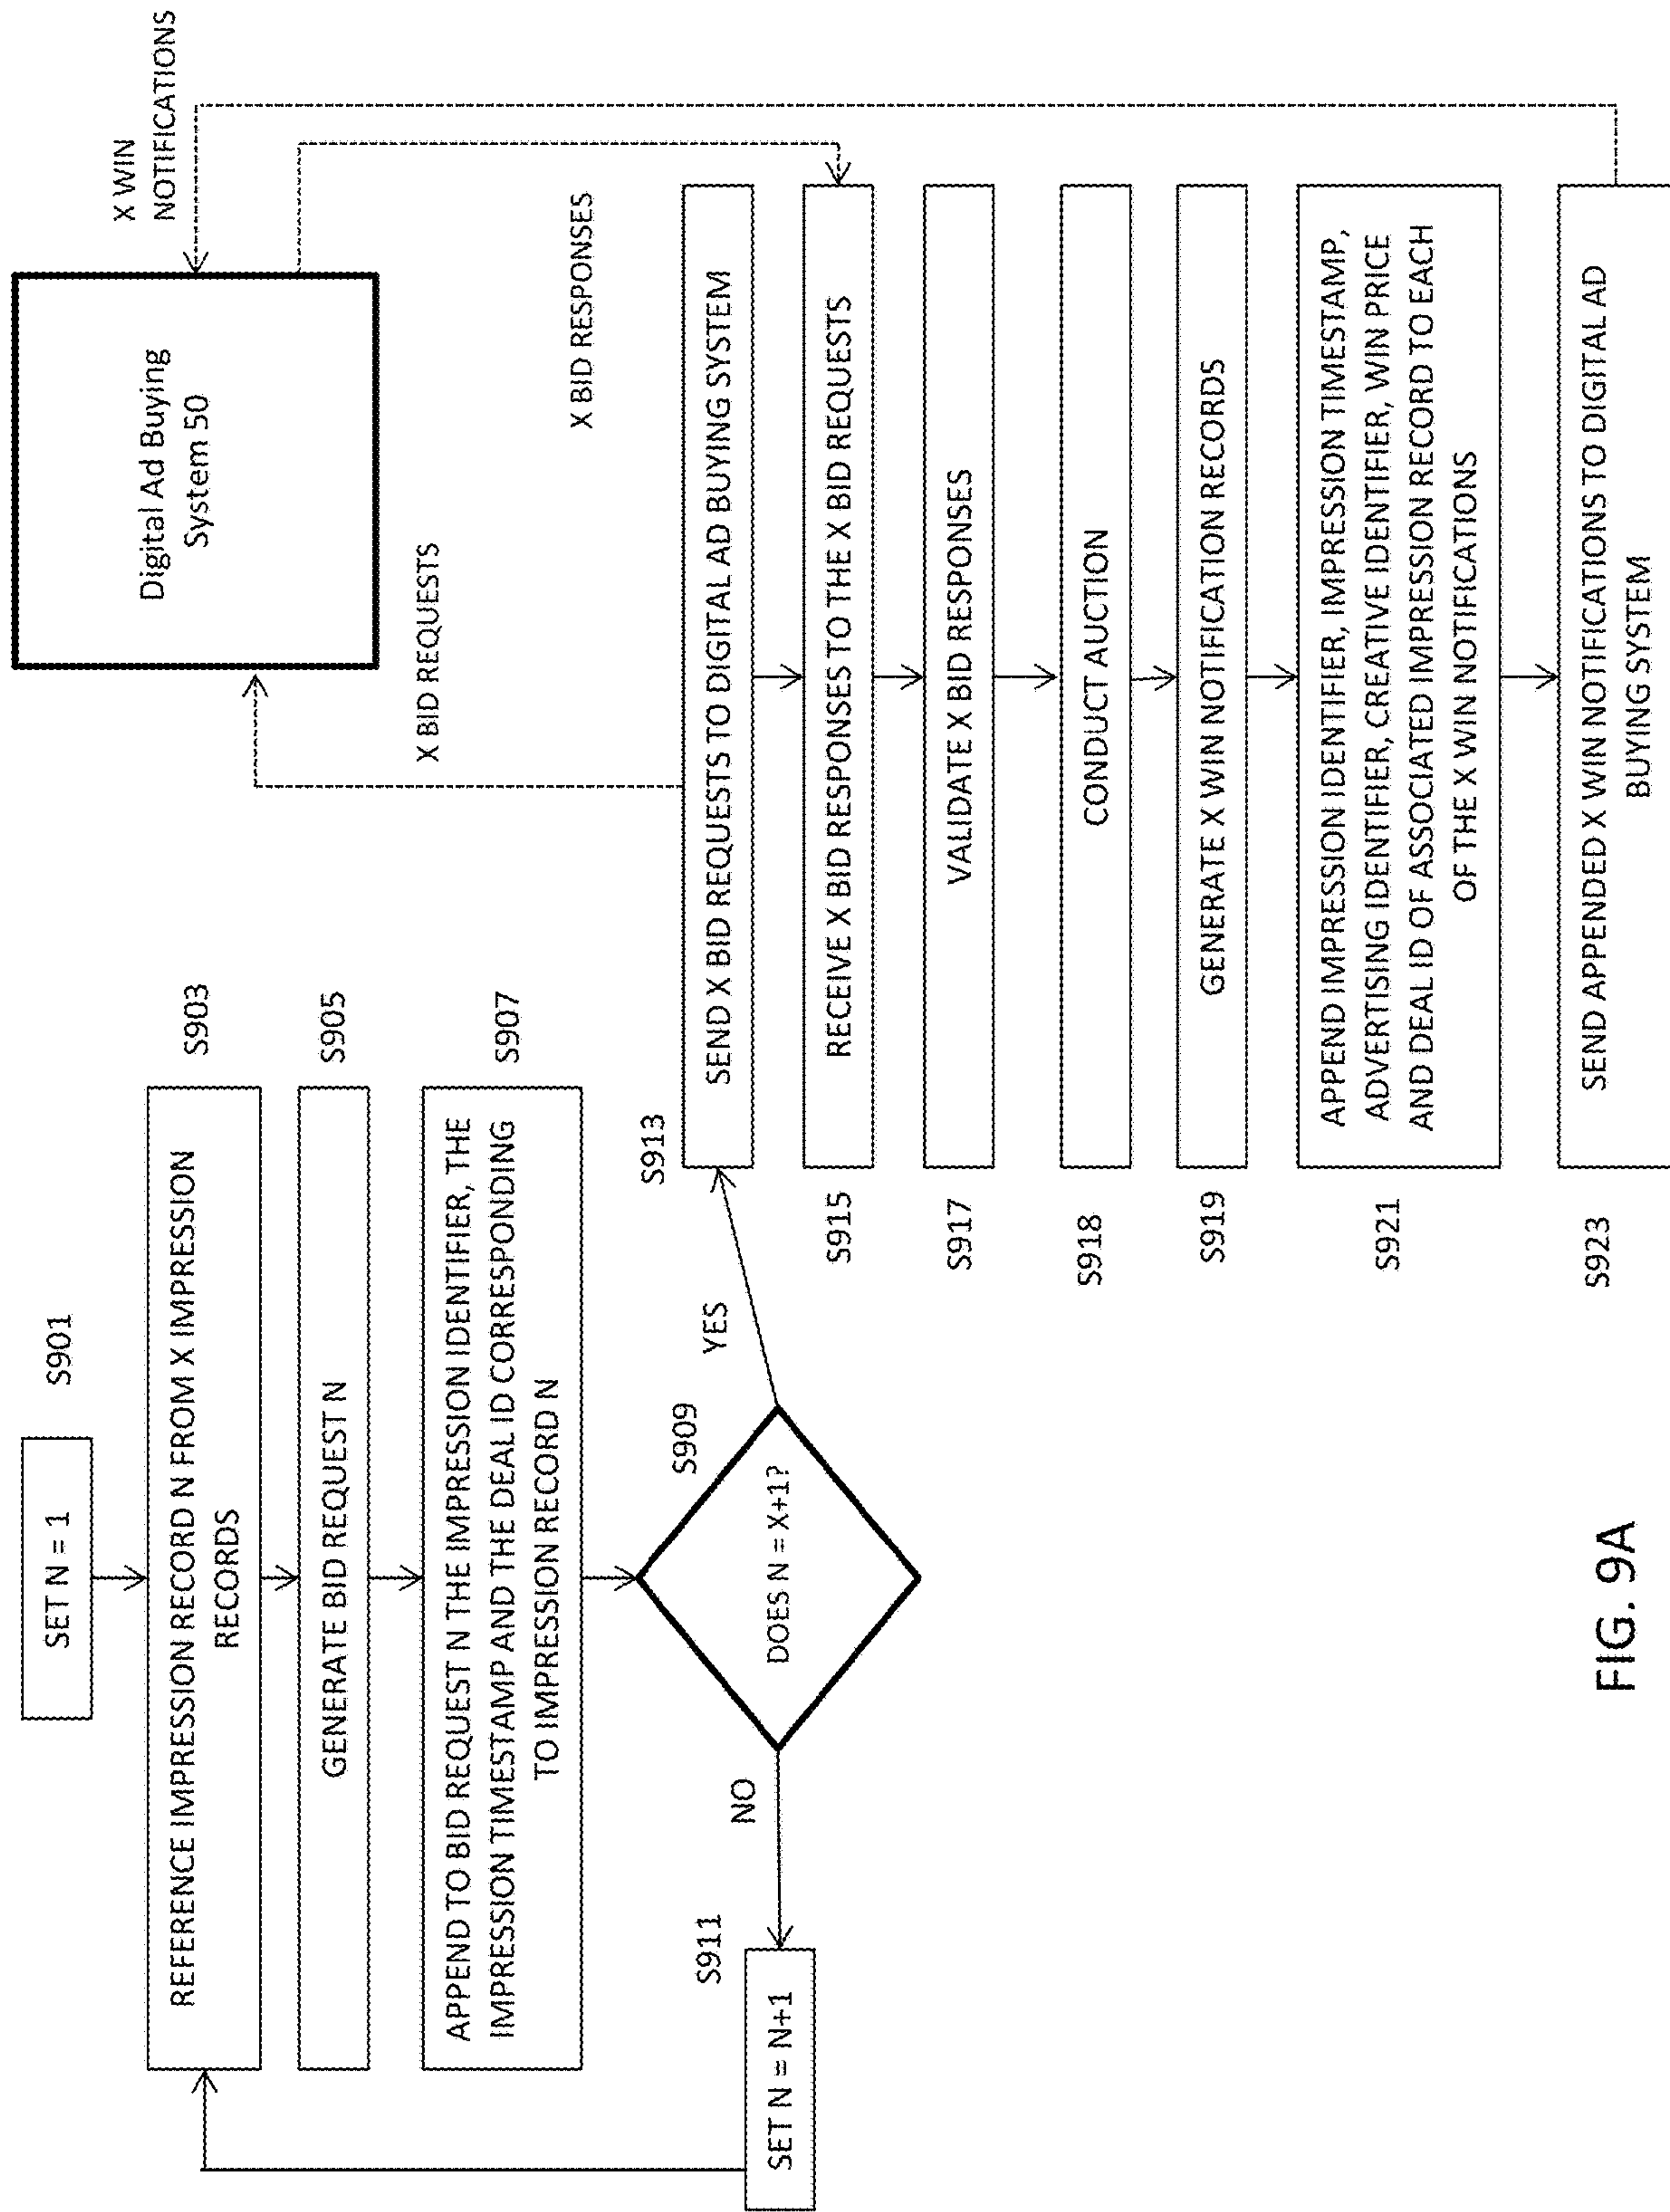 SET N = 1
S901
REFERENCE IMPRESSION RECORD N FROM X IMPRESSION
RECORDS
S903
GENERATE BID REQUEST N
S905
APPEND TO BID REQUEST N THE IMPRESSION IDENTIFIER, THE
IMPRESSION TIMESTAMP AND THE DEAL ID CORRESPONDING
TO IMPRESSION RECORD N
S907
DOES N = X+1?
S909
NO
YES
SET N = N+1
S911
Digital Ad Buying
System 50
X WIN
NOTIFICATIONS
X BID REQUESTS
X BID RESPONSES
S913
SEND X BID REQUESTS TO DIGITAL AD BUYING SYSTEM
S915
RECEIVE X BID RESPONSES TO THE X BID REQUESTS
S917
VALIDATE X BID RESPONSES
S918
CONDUCT AUCTION
S919
GENERATE X WIN NOTIFICATION RECORDS
S921
APPEND IMPRESSION IDENTIFIER, IMPRESSION TIMESTAMP,
ADVERTISING IDENTIFIER, CREATIVE IDENTIFIER, WIN PRICE
AND DEAL ID OF ASSOCIATED IMPRESSION RECORD TO EACH
OF THE X WIN NOTIFICATIONS
S923
SEND APPENDED X WIN NOTIFICATIONS TO DIGITAL AD
BUYING SYSTEM
FIG. 9A